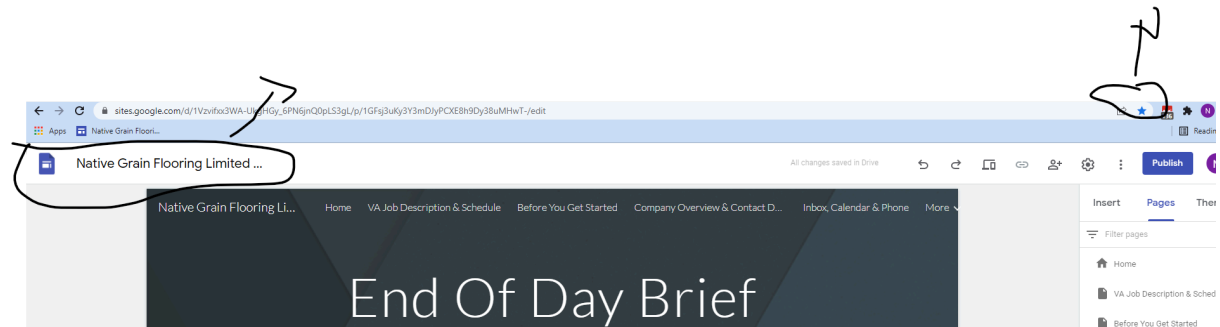 sites.google.com/d/1Vzvifxx3WA-UkgHGy_6PN6jnQ0pLS3gL/p/1GFsj3uKy3Y3mDJyPCXE8h9Dy38uMHwT-/edit
Apps Native Grain Floori... Readin
Native Grain Flooring Limited ... All changes saved in Drive Publish
Native Grain Flooring Li... Home VA Job Description & Schedule Before You Get Started Company Overview & Contact D... Inbox, Calendar & Phone More
Insert Pages Ther
Filter pages
Home
End Of Day Brief
VA Job Description & Sched
Before You Get Started